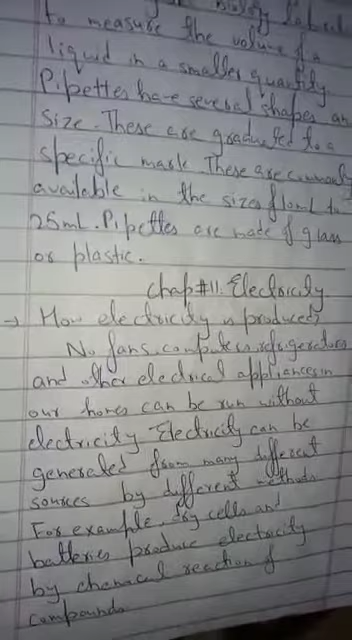 Biology
to measure the volume of a
liquid in a smaller quantity
Pipettes have several shapes an
size. These are graduated to a
specific mark. These are commonly
available in the sizes of 10mL to
25mL. Pipettes are made of glass
or plastic.
Chap#11: Electricity
→ How electricity is produced?
No fans, computers, refrigerators
and other electrical appliances in
our homes can be run without
electricity Electricity can be
generated from many different
sources by different methods
For example, dry cells and
batteries produce electricity
by chemical reaction of
compounds